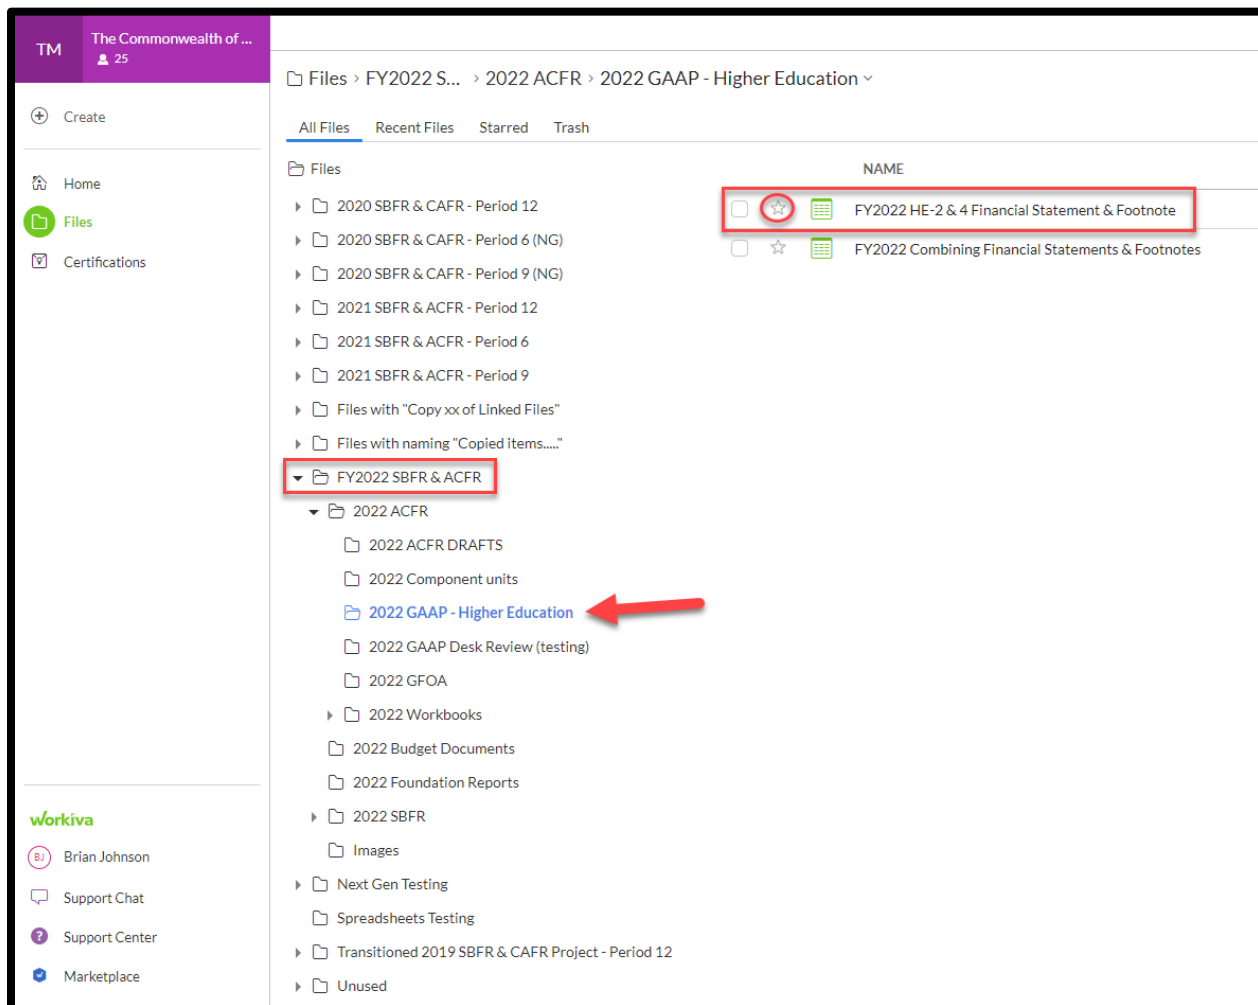 TM
The Commonwealth of ...
25
Create
Home
Files
Certifications
workiva
BJ
Brian Johnson
Support Chat
?
Support Center
Marketplace
Files › FY2022 S... › 2022 ACFR › 2022 GAAP - Higher Education
All Files Recent Files Starred Trash
Files
2020 SBFR & CAFR - Period 12
2020 SBFR & CAFR - Period 6 (NG)
2020 SBFR & CAFR - Period 9 (NG)
2021 SBFR & ACFR - Period 12
2021 SBFR & ACFR - Period 6
2021 SBFR & ACFR - Period 9
Files with "Copy xx of Linked Files"
Files with naming "Copied items....."
FY2022 SBFR & ACFR
2022 ACFR
2022 ACFR DRAFTS
2022 Component units
2022 GAAP - Higher Education
2022 GAAP Desk Review (testing)
2022 GFOA
2022 Workbooks
2022 Budget Documents
2022 Foundation Reports
2022 SBFR
Images
Next Gen Testing
Spreadsheets Testing
Transitioned 2019 SBFR & CAFR Project - Period 12
Unused
NAME
FY2022 HE-2 & 4 Financial Statement & Footnote
FY2022 Combining Financial Statements & Footnotes